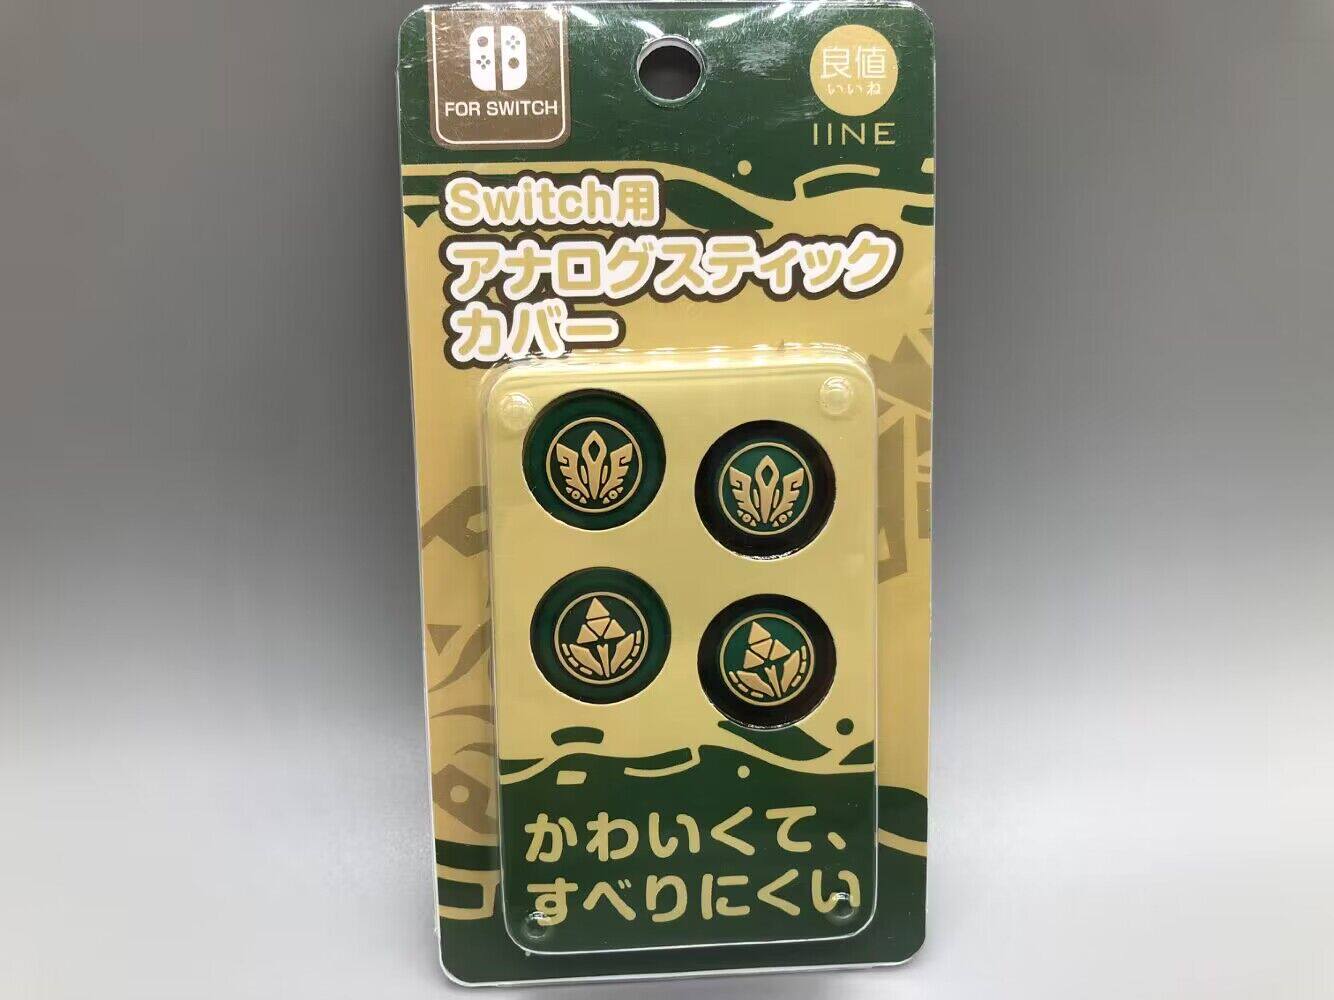 FOR SWITCH
良値
いいね
IINE
Switch用
アナログスティック
カバー
かわいくて、
すべりにくい